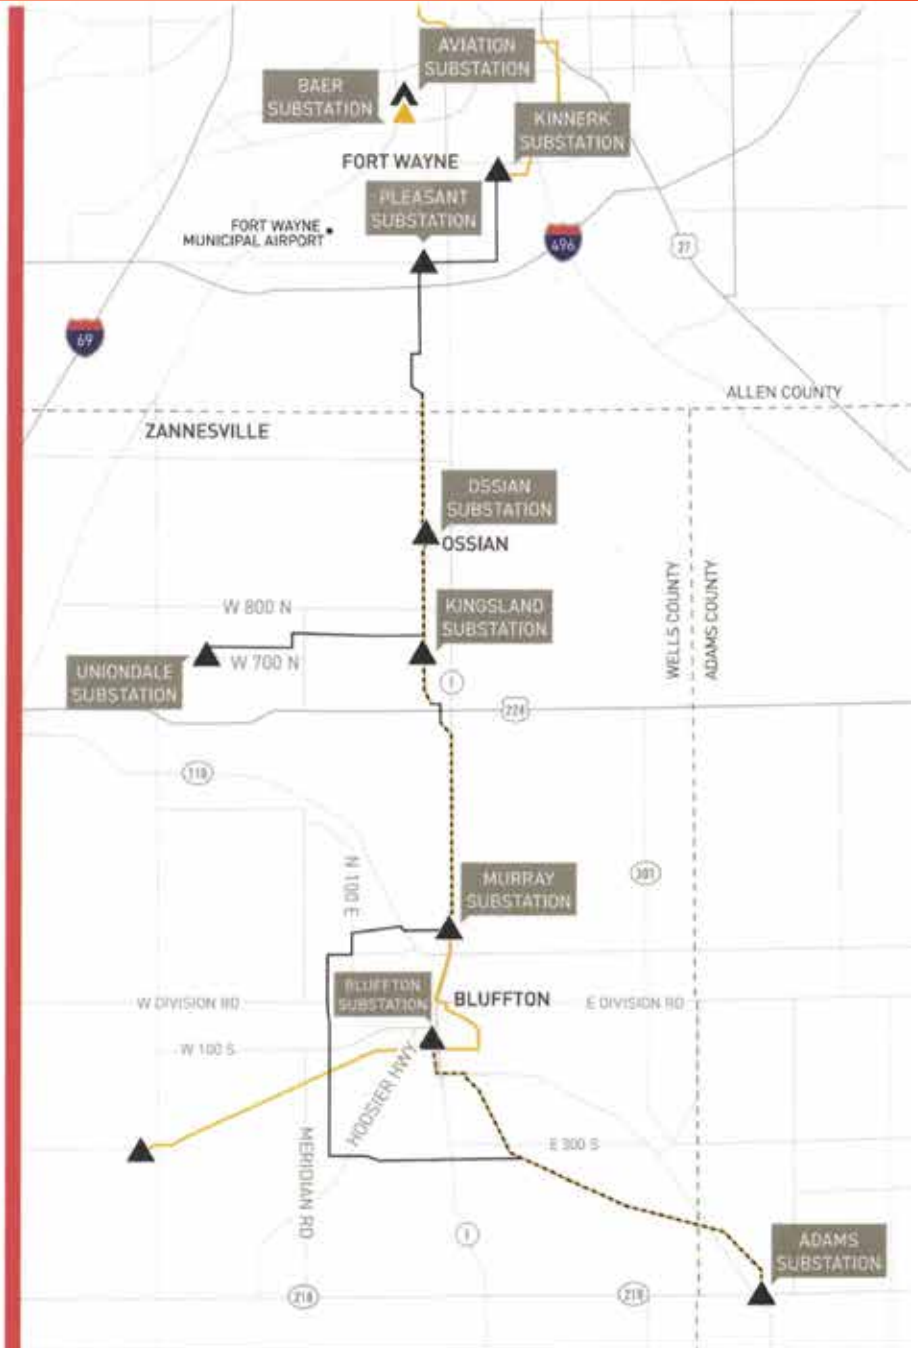 AVIATION
SUBSTATION
BAER
SUBSTATION
KINNERK
SUBSTATION
FORT WAYNE
PLEASANT
SUBSTATION
FORT WAYNE
MUNICIPAL AIRPORT
496
27
69
ALLEN COUNTY
ZANNESVILLE
OSSIAN
SUBSTATION
OSSIAN
WELLS COUNTY
ADAMS COUNTY
W 800 N
KINGSLAND
SUBSTATION
W 700 N
UNIONDALE
SUBSTATION
1
224
110
N 100 E
MURRAY
SUBSTATION
301
BLUFFTON
SUBSTATION
BLUFFTON
W DIVISION RD
E DIVISION RD
W 100 S
HOOSIER HWY
MERIDIAN RD
E 300 S
1
ADAMS
SUBSTATION
218
218